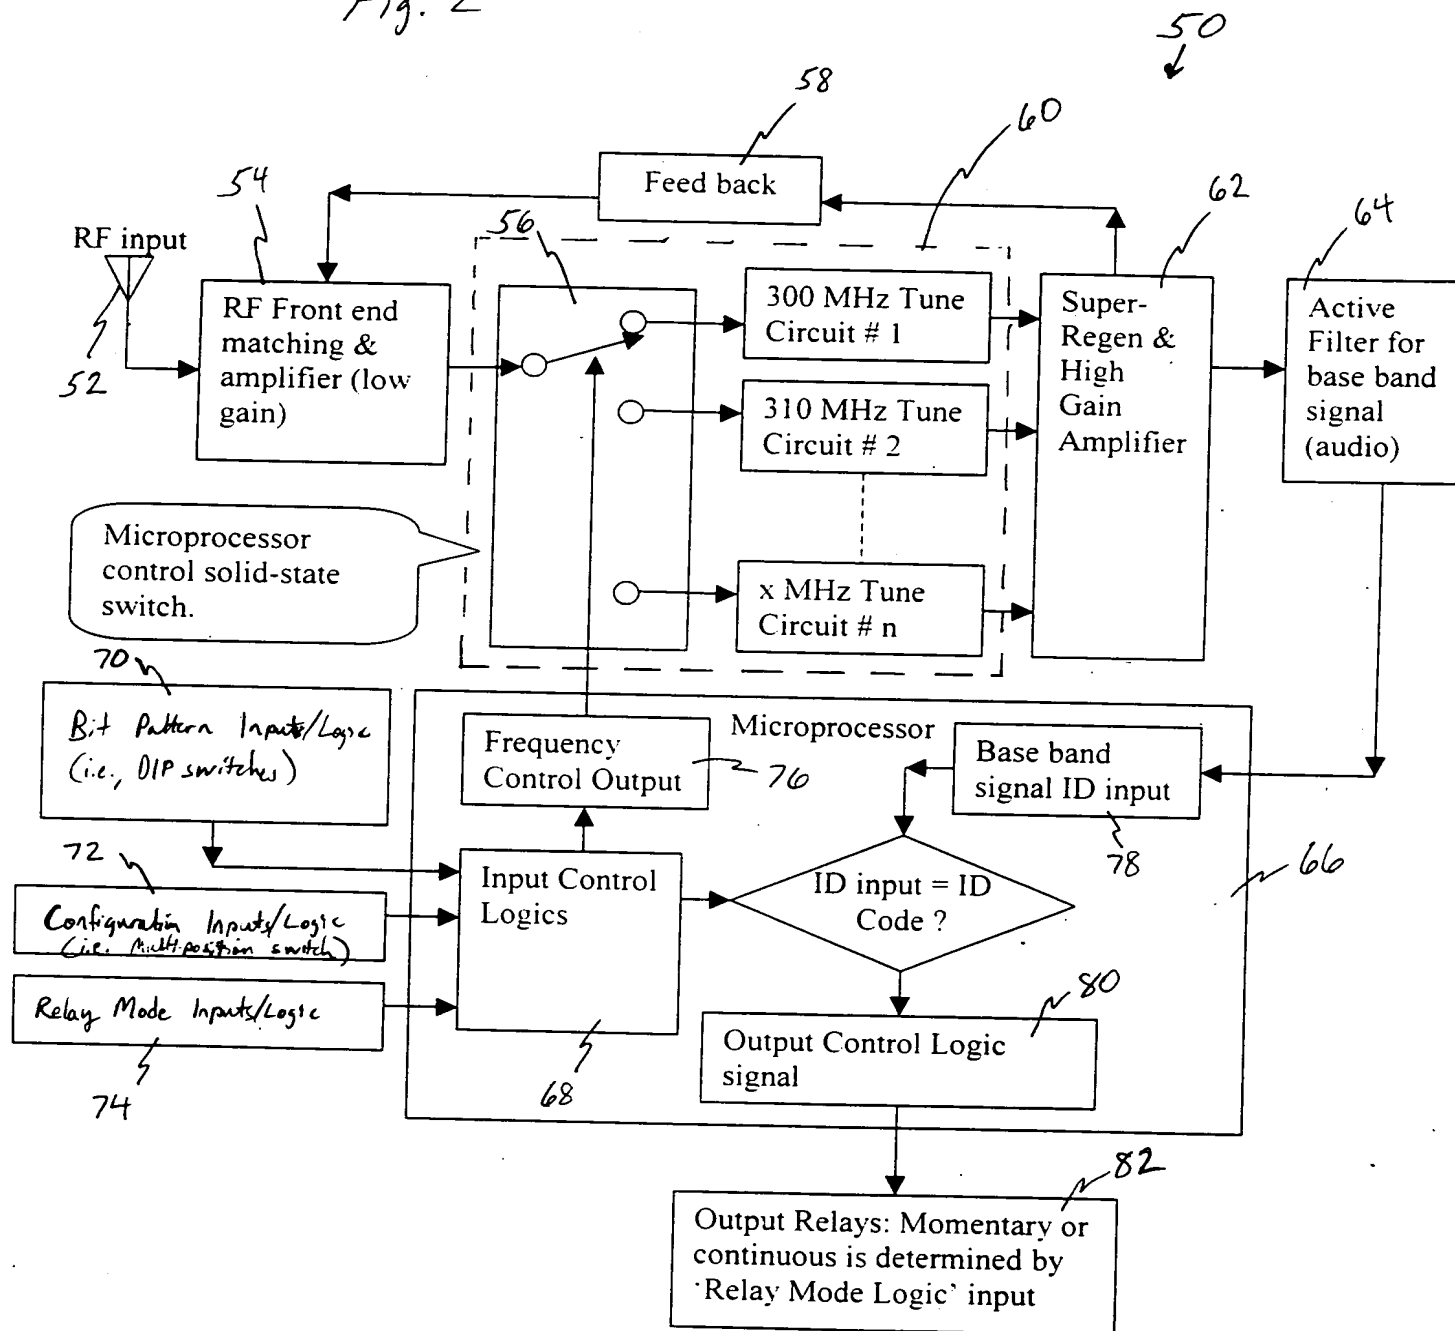 Fig. 2
50
58
60
54
Feed back
62
64
RF input
56
RF Front end
matching &
amplifier (low
gain)
52
300 MHz Tune
Circuit # 1
310 MHz Tune
Circuit # 2
x MHz Tune
Circuit # n
Super-
Regen &
High
Gain
Amplifier
Active
Filter for
base band
signal
(audio)
Microprocessor
control solid-state
switch.
70
Bit Pattern Inputs/Logic
(i.e., DIP switches)
72
Configuration Inputs/Logic
(i.e. Multi-position switch)
Relay Mode Inputs/Logic
74
Frequency
Control Output
76
Microprocessor
Base band
signal ID input
78
66
Input Control
Logics
68
ID input = ID
Code ?
80
Output Control Logic
signal
82
Output Relays: Momentary or
continuous is determined by
'Relay Mode Logic' input